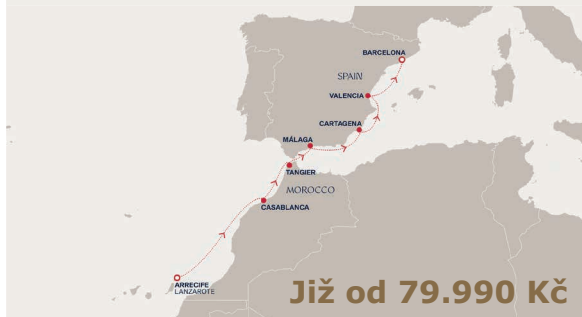 BARCELONA
SPAIN
VALENCIA
CARTAGENA
MÁLAGA
TANGIER
MOROCCO
CASABLANCA
ARRECIFE
LANZAROTE
Již od 79.990 Kč